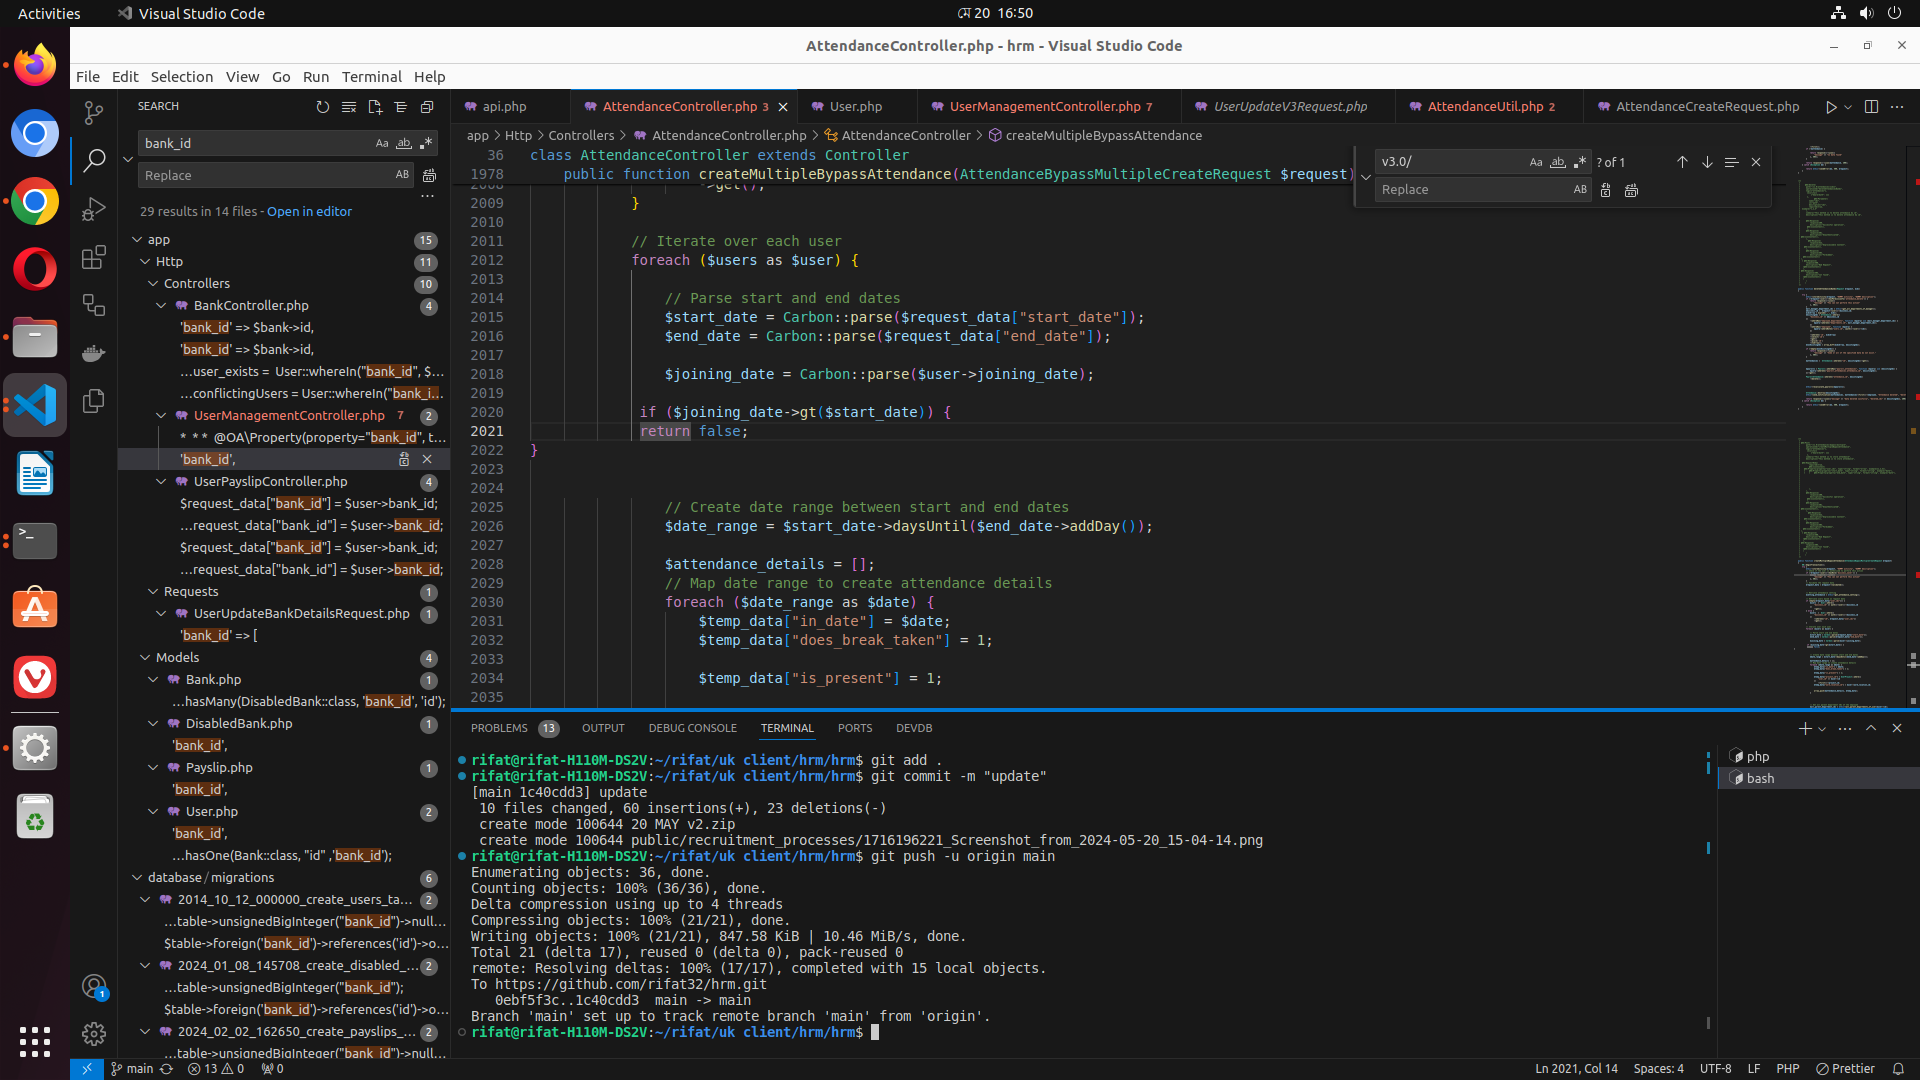 Activities
Visual Studio Code
20 16:50
AttendanceController.php - hrm - Visual Studio Code
File Edit Selection View Go Run Terminal Help
SEARCH
bank_id
Aa ab .*
Replace
AB
29 results in 14 files - Open in editor
app 15
Http 11
Controllers 10
BankController.php 4
'bank_id' => $bank->id,
'bank_id' => $bank->id,
...user_exists = User::whereIn("bank_id", $...
...conflictingUsers = User::whereIn("bank_i...
UserManagementController.php 7 2
* * * @OA\Property(property="bank_id", t...
'bank_id',
UserPayslipController.php 4
$request_data["bank_id"] = $user->bank_id;
...request_data["bank_id"] = $user->bank_id;
$request_data["bank_id"] = $user->bank_id;
...request_data["bank_id"] = $user->bank_id;
Requests 1
UserUpdateBankDetailsRequest.php 1
'bank_id' => [
Models 4
Bank.php 1
...hasMany(DisabledBank::class, 'bank_id', 'id');
DisabledBank.php 1
'bank_id',
Payslip.php 1
'bank_id',
User.php 2
'bank_id',
...hasOne(Bank::class, "id" ,'bank_id');
database/migrations 6
2014_10_12_000000_create_users_ta... 2
...table->unsignedBigInteger("bank_id")->null...
$table->foreign('bank_id')->references('id')->o...
2024_01_08_145708_create_disabled_... 2
...table->unsignedBigInteger("bank_id");
$table->foreign('bank_id')->references('id')->o...
2024_02_02_162650_create_payslips_... 2
...table->unsignedBigInteger("bank_id")->null...
api.php
AttendanceController.php 3
User.php
UserManagementController.php 7
UserUpdateV3Request.php
AttendanceUtil.php 2
AttendanceCreateRequest.php
app > Http > Controllers > AttendanceController.php > AttendanceController > createMultipleBypassAttendance
v3.0/
Aa ab .*
? of 1
Replace
AB
36 class AttendanceController extends Controller
1978 public function createMultipleBypassAttendance(AttendanceBypassMultipleCreateRequest $request)
2008 ->get();
2009 }
2010
2011 // Iterate over each user
2012 foreach ($users as $user) {
2013
2014 // Parse start and end dates
2015 $start_date = Carbon::parse($request_data["start_date"]);
2016 $end_date = Carbon::parse($request_data["end_date"]);
2017
2018 $joining_date = Carbon::parse($user->joining_date);
2019
2020 if ($joining_date->gt($start_date)) {
2021 return false;
2022 }
2023
2024
2025 // Create date range between start and end dates
2026 $date_range = $start_date->daysUntil($end_date->addDay());
2027
2028 $attendance_details = [];
2029 // Map date range to create attendance details
2030 foreach ($date_range as $date) {
2031 $temp_data["in_date"] = $date;
2032 $temp_data["does_break_taken"] = 1;
2033
2034 $temp_data["is_present"] = 1;
2035
PROBLEMS 13 OUTPUT DEBUG CONSOLE TERMINAL PORTS DEVDB
rifat@rifat-H110M-DS2V:~/rifat/uk client/hrm/hrm$ git add .
rifat@rifat-H110M-DS2V:~/rifat/uk client/hrm/hrm$ git commit -m "update"
[main 1c40cdd3] update
10 files changed, 60 insertions(+), 23 deletions(-)
create mode 100644 20 MAY v2.zip
create mode 100644 public/recruitment_processes/1716196221_Screenshot_from_2024-05-20_15-04-14.png
rifat@rifat-H110M-DS2V:~/rifat/uk client/hrm/hrm$ git push -u origin main
Enumerating objects: 36, done.
Counting objects: 100% (36/36), done.
Delta compression using up to 4 threads
Compressing objects: 100% (21/21), done.
Writing objects: 100% (21/21), 847.58 KiB | 10.46 MiB/s, done.
Total 21 (delta 17), reused 0 (delta 0), pack-reused 0
remote: Resolving deltas: 100% (17/17), completed with 15 local objects.
To https://github.com/rifat32/hrm.git
0ebf5f3c..1c40cdd3 main -> main
Branch 'main' set up to track remote branch 'main' from 'origin'.
rifat@rifat-H110M-DS2V:~/rifat/uk client/hrm/hrm$
php
bash
1
main
13 0
0
Ln 2021, Col 14 Spaces: 4 UTF-8 LF PHP Prettier